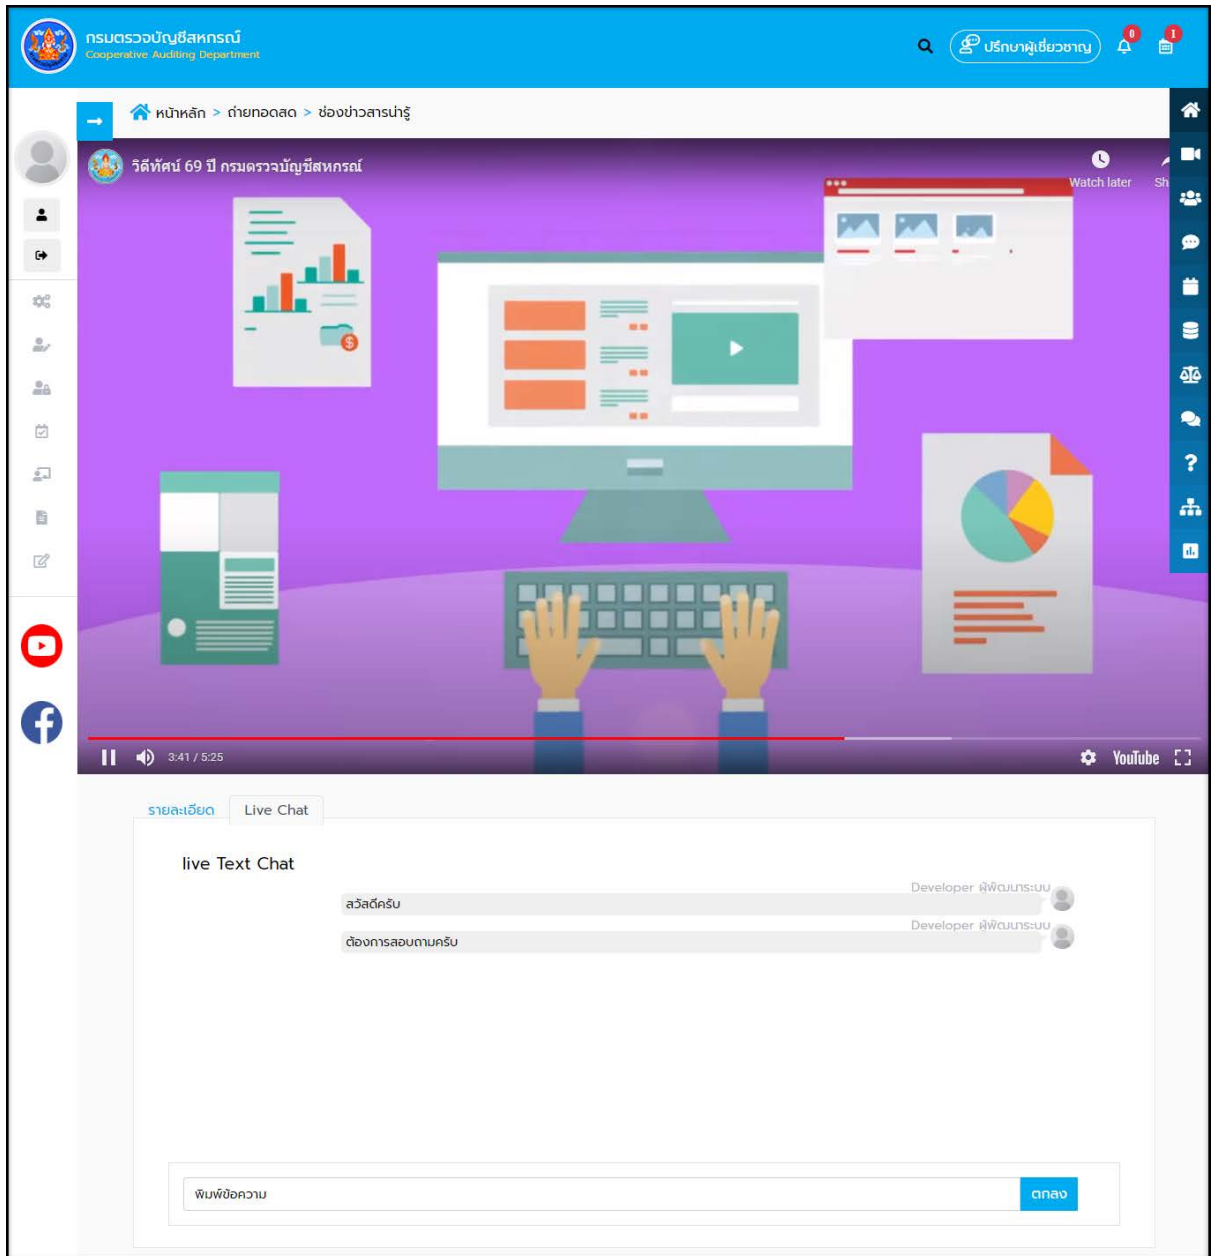 กรมตรวจบัญชีสหกรณ์
Cooperative Auditing Department
ปรึกษาผู้เชี่ยวชาญ
0
1
หน้าหลัก > ถ่ายทอดสด > ช่องข่าวสารน่ารู้
วิดีทัศน์ 69 ปี กรมตรวจบัญชีสหกรณ์
Watch later
Sh
3:41 / 5:25
YouTube
รายละเอียด
Live Chat
live Text Chat
Developer ผู้พัฒนาระบบ
สวัสดีครับ
Developer ผู้พัฒนาระบบ
ต้องการสอบถามครับ
พิมพ์ข้อความ
ตกลง